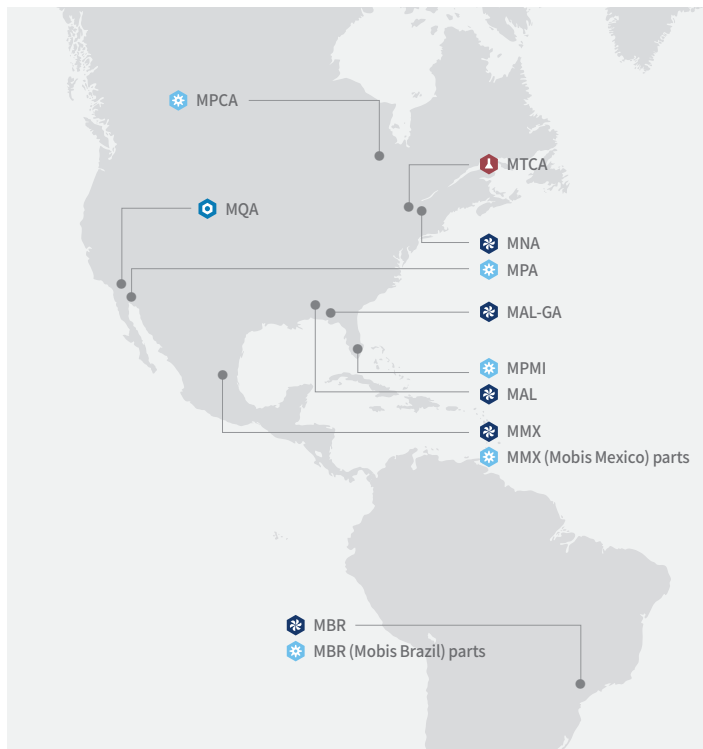 MPCA
MTCA
MQA
MNA
MPA
MAL-GA
MPMI
MAL
MMX
MMX (Mobis Mexico) parts
MBR
MBR (Mobis Brazil) parts